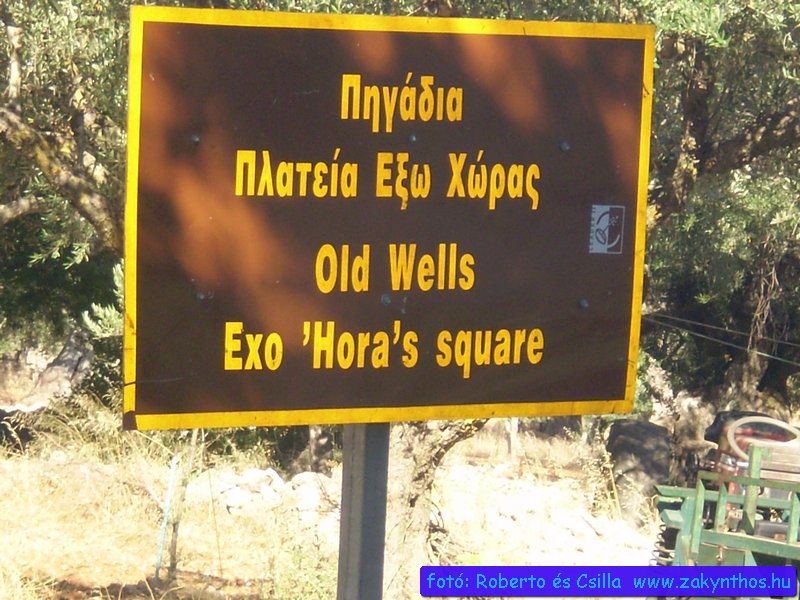 Πηγάδια
Πλατεία Εξω Χώρας
Old Wells
Exo 'Hora's square
fotó: Roberto és Csilla www.zakynthos.hu